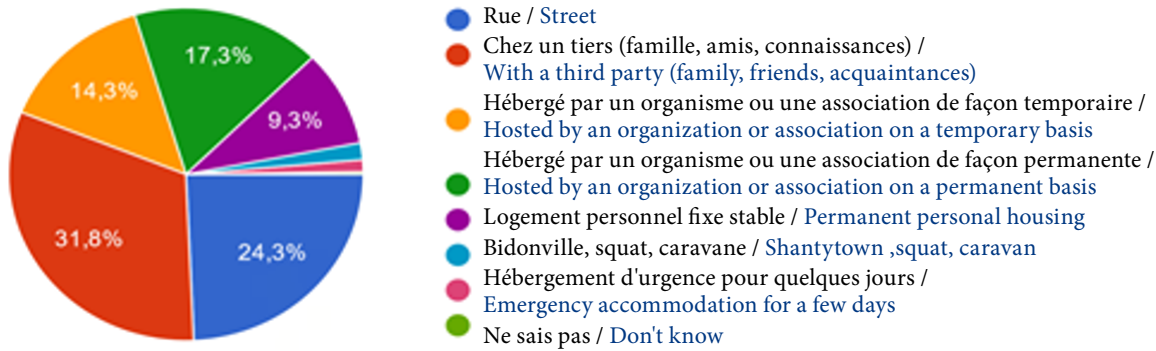 17,3%
14,3%
9,3%
31,8%
24,3%
Rue / Street
Chez un tiers (famille, amis, connaissances) /
With a third party (family, friends, acquaintances)
Hébergé par un organisme ou une association de façon temporaire /
Hosted by an organization or association on a temporary basis
Hébergé par un organisme ou une association de façon permanente /
Hosted by an organization or association on a permanent basis
Logement personnel fixe stable / Permanent personal housing
Bidonville, squat, caravane / Shantytown ,squat, caravan
Hébergement d'urgence pour quelques jours /
Emergency accommodation for a few days
Ne sais pas / Don't know